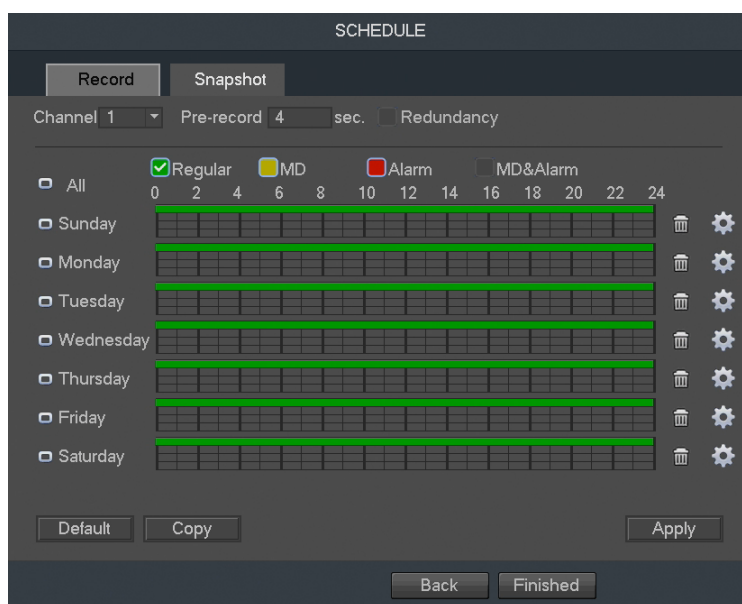 SCHEDULE
Record Snapshot
Channel 1 Pre-record 4 sec. Redundancy
Regular MD Alarm MD&Alarm
All
0 2 4 6 8 10 12 14 16 18 20 22 24
Sunday
Monday
Tuesday
Wednesday
Thursday
Friday
Saturday
Default Copy Apply
Back Finished